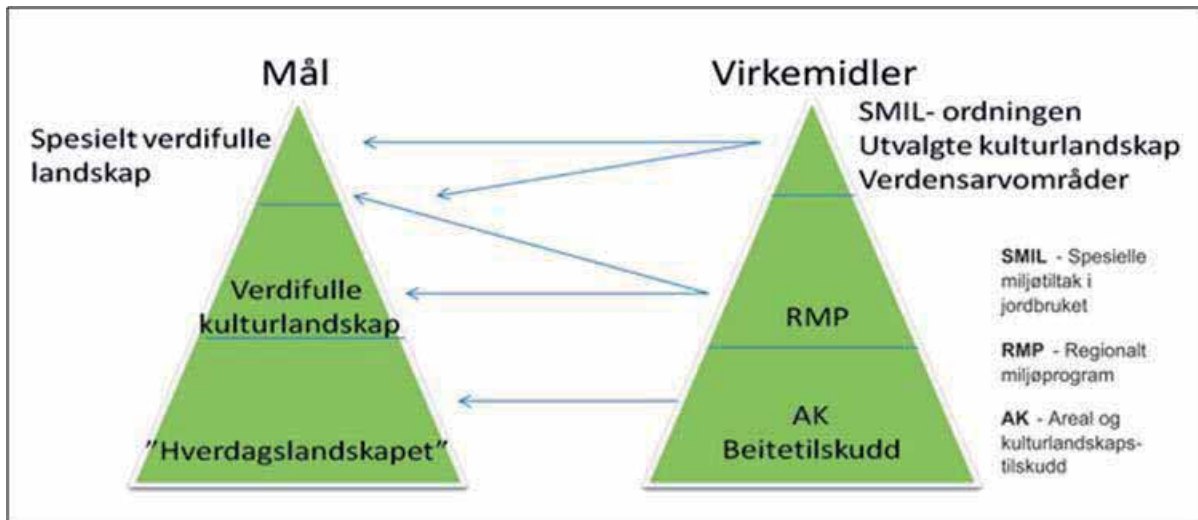 Mål
Spesielt verdifulle
landskap
Verdifulle
kulturlandskap
”Hverdagslandskapet”
Virkemidler
SMIL- ordningen
Utvalgte kulturlandskap
Verdensarvområder
RMP
AK
Beitetilskudd
SMIL - Spesielle
miljøtiltak i
jordbruket
RMP - Regionalt
miljøprogram
AK - Areal og
kulturlandskaps-
tilskudd